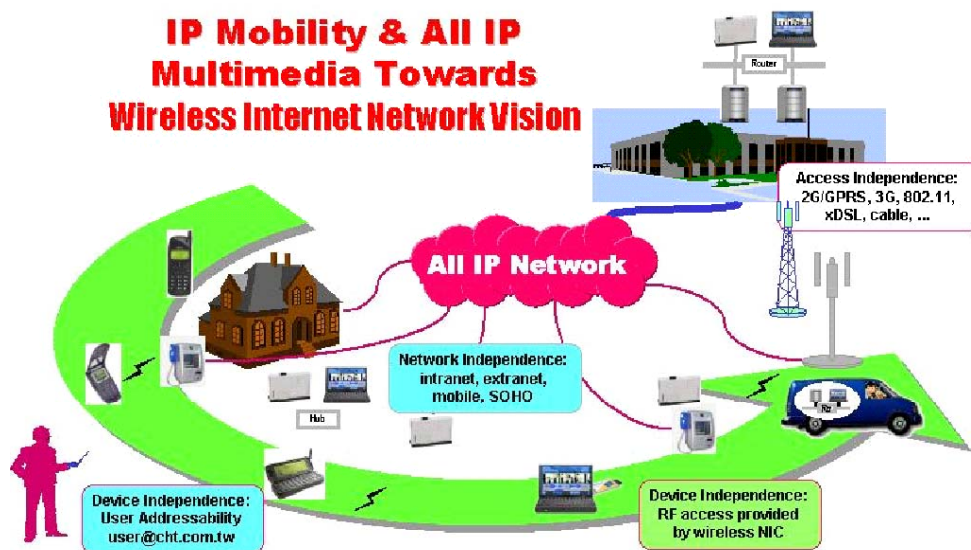 IP Mobility & All IP
Multimedia Towards
Wireless Internet Network Vision
Router
Access Independence:
2G/GPRS, 3G, 802.11,
xDSL, cable, ...
All IP Network
Network Independence:
intranet, extranet,
mobile, SOHO
Hub
Device Independence:
User Addressability
user@cht.com.tw
Device Independence:
RF access provided
by wireless NIC